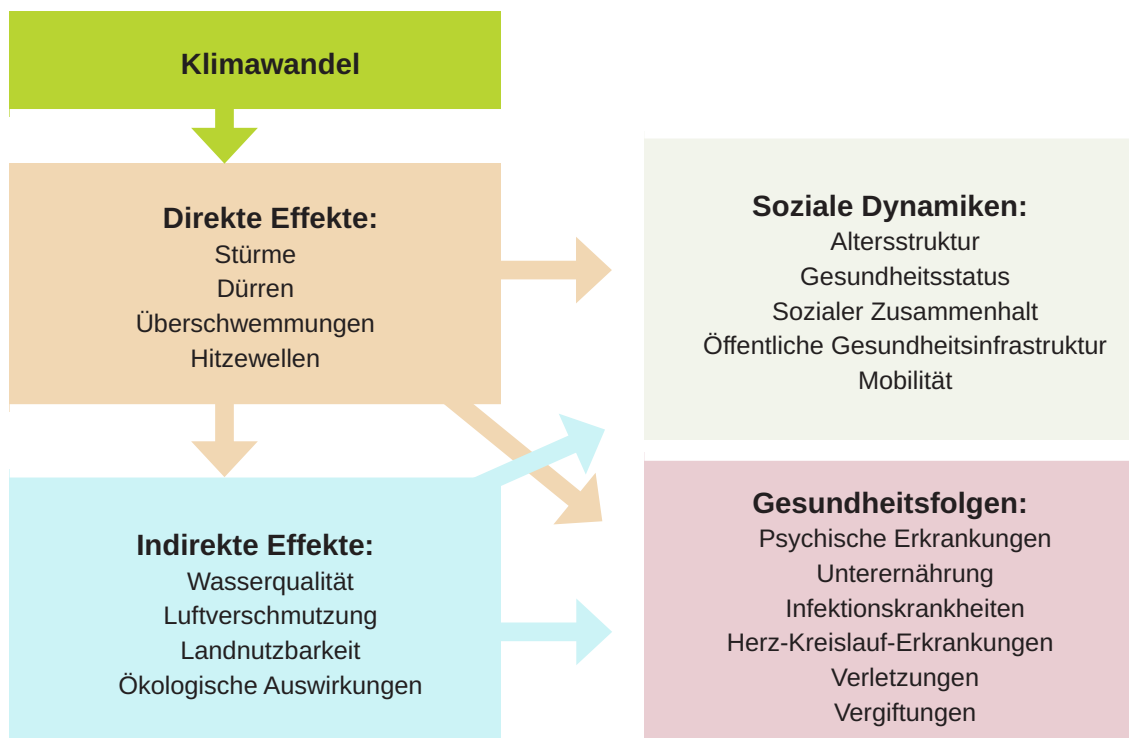 Klimawandel
Direkte Effekte:
Stürme
Dürren
Überschwemmungen
Hitzewellen
Indirekte Effekte:
Wasserqualität
Luftverschmutzung
Landnutzbarkeit
Ökologische Auswirkungen
Soziale Dynamiken:
Altersstruktur
Gesundheitsstatus
Sozialer Zusammenhalt
Öffentliche Gesundheitsinfrastruktur
Mobilität
Gesundheitsfolgen:
Psychische Erkrankungen
Unterernährung
Infektionskrankheiten
Herz-Kreislauf-Erkrankungen
Verletzungen
Vergiftungen